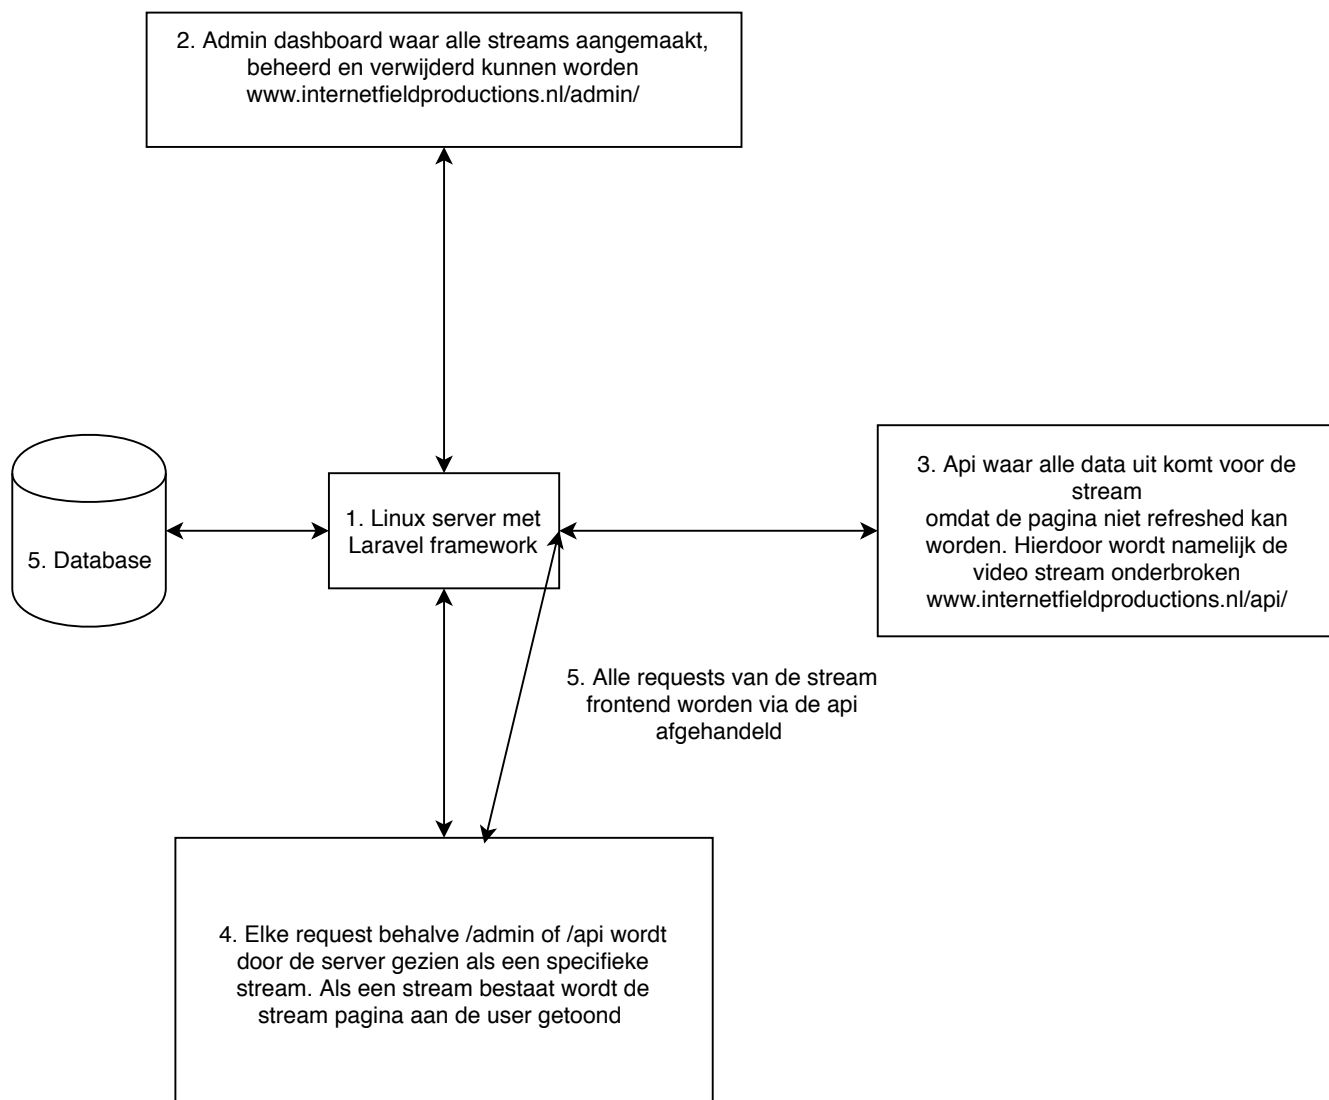 2. Admin dashboard waar alle streams aangemaakt,
beheerd en verwijderd kunnen worden
www.internetfieldproductions.nl/admin/
5. Database
1. Linux server met
Laravel framework
3. Api waar alle data uit komt voor de
stream
omdat de pagina niet refreshed kan
worden. Hierdoor wordt namelijk de
video stream onderbroken
www.internetfieldproductions.nl/api/
5. Alle requests van de stream
frontend worden via de api
afgehandeld
4. Elke request behalve /admin of /api wordt
door de server gezien als een specifieke
stream. Als een stream bestaat wordt de
stream pagina aan de user getoond